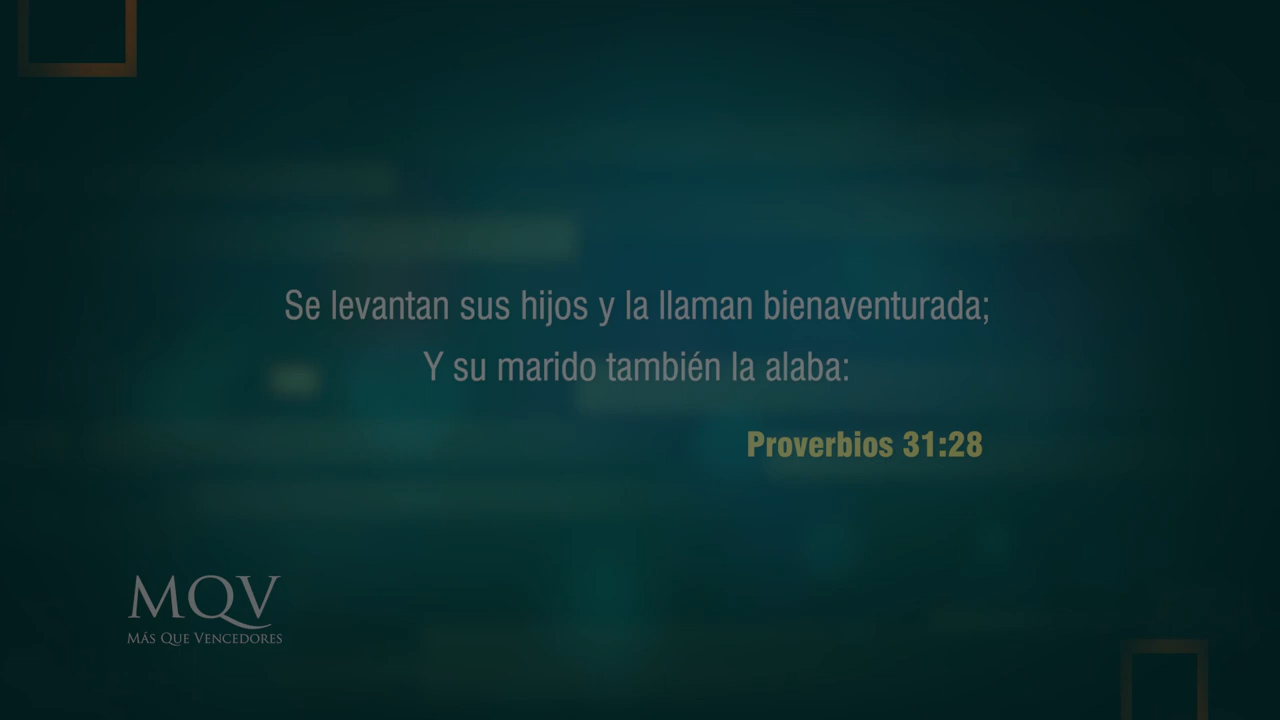 Se levantan sus hijos y la llaman bienaventurada;
Y su marido también la alaba:
Proverbios 31:28
MQV
MÁS QUE VENCEDORES